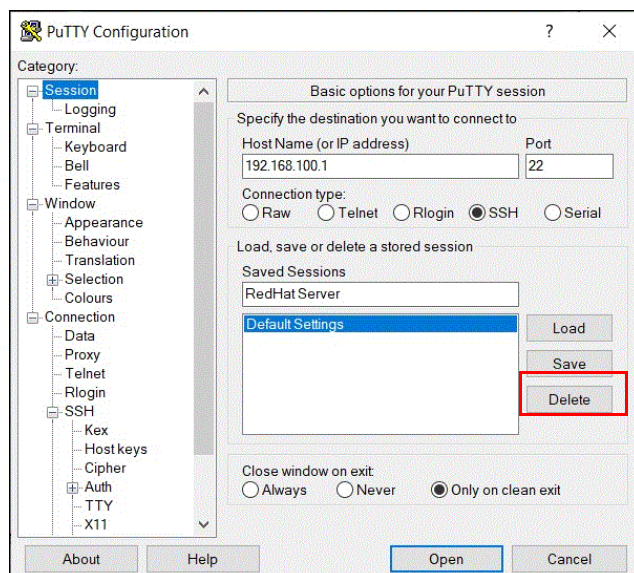 PuTTY Configuration
?
Category:
Session
Logging
Terminal
Keyboard
Bell
Features
Window
Appearance
Behaviour
Translation
Selection
Colours
Connection
Data
Proxy
Telnet
Rlogin
SSH
Kex
Host keys
Cipher
Auth
TTY
X11
Basic options for your PuTTY session
Specify the destination you want to connect to
Host Name (or IP address) Port
192.168.100.1 22
Connection type:
Raw Telnet Rlogin SSH Serial
Load, save or delete a stored session
Saved Sessions
RedHat Server
Default Settings
Load
Save
Delete
Close window on exit:
Always Never Only on clean exit
About Help Open Cancel